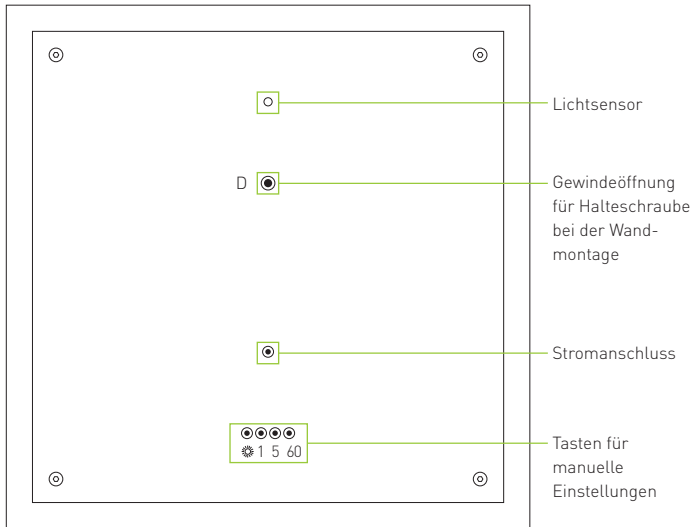 Lichtsensor
D
Gewindeöffnung
für Halteschraube
bei der Wand-
montage
Stromanschluss
1 5 60
Tasten für
manuelle
Einstellungen